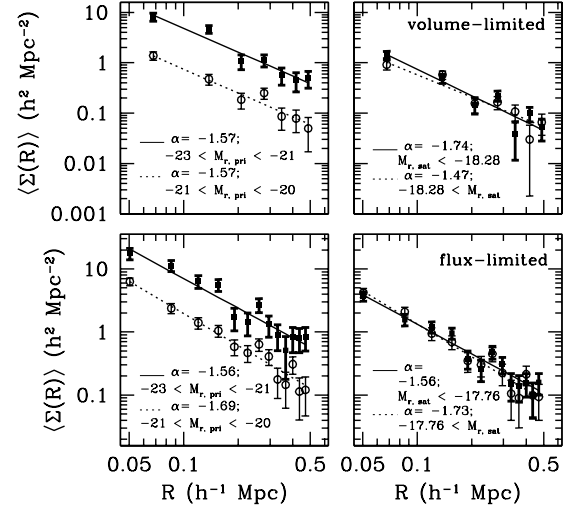 volume-limited
10
1
0.1
0.01
0.001
⟨Σ(R)⟩ (h² Mpc⁻²)
α= -1.57;
-23 < M_r, pri < -21
α= -1.57;
-21 < M_r, pri < -20
α= -1.74;
M_r, sat < -18.28
α= -1.47;
-18.28 < M_r, sat
flux-limited
10
1
0.1
⟨Σ(R)⟩ (h² Mpc⁻²)
α= -1.56;
-23 < M_r, pri < -21
α= -1.69;
-21 < M_r, pri < -20
α=
-1.56;
M_r, sat < -17.76
α= -1.73;
-17.76 < M_r, sat
0.05 0.1 0.5
0.05 0.1 0.5
R (h⁻¹ Mpc)
R (h⁻¹ Mpc)